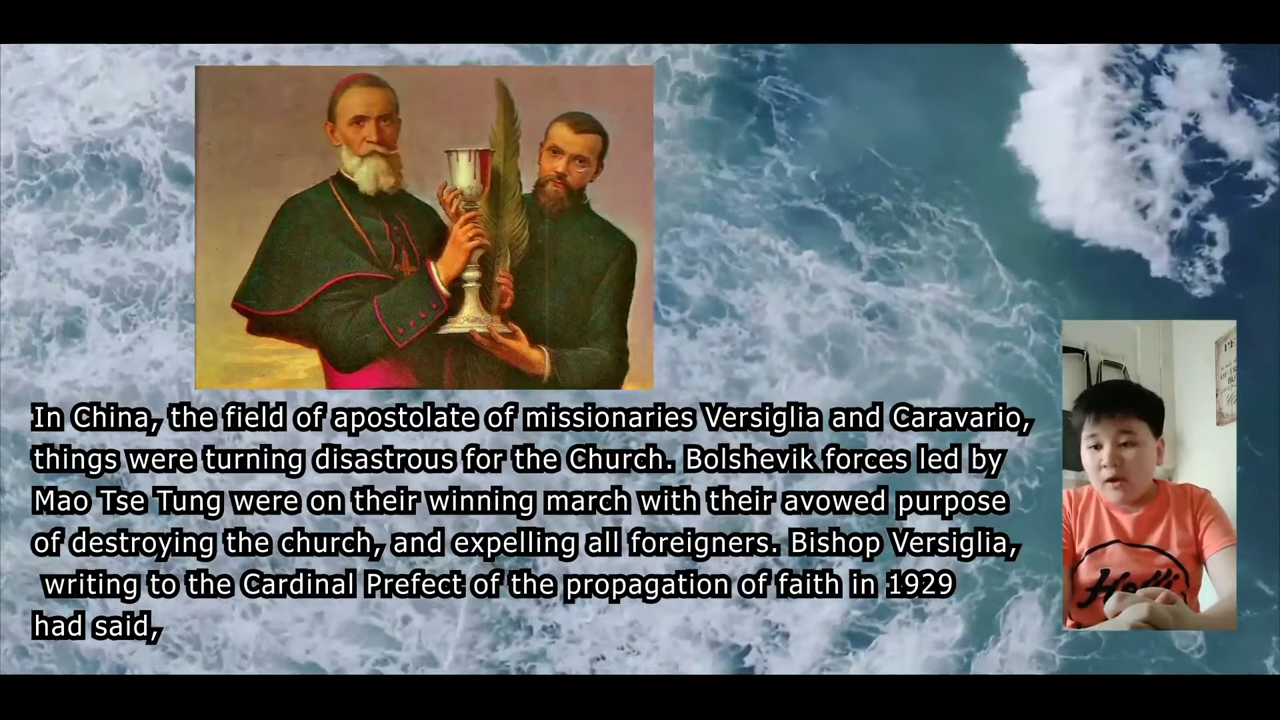 In China, the field of apostolate of missionaries Versiglia and Caravario,
things were turning disastrous for the Church. Bolshevik forces led by
Mao Tse Tung were on their winning march with their avowed purpose
of destroying the church, and expelling all foreigners. Bishop Versiglia,
writing to the Cardinal Prefect of the propagation of faith in 1929
had said,